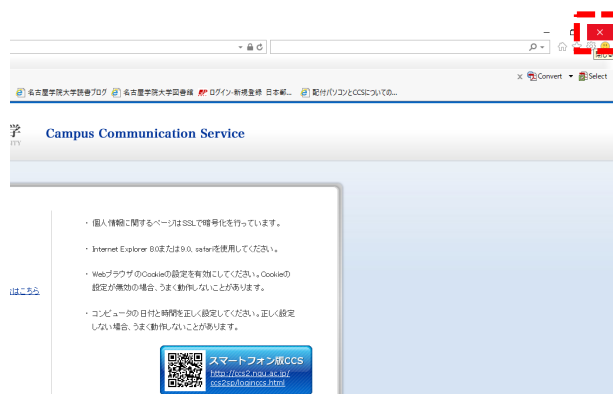 x Convert ▼ Select
名古屋学院大学読書ブログ 名古屋学院大学図書館 ログイン・新規登録 日本郵... 配付パソコンとCCSについての...
学 Campus Communication Service
・ 個人情報に関するページはSSLで暗号化を行っています。
・ Internet Explorer 8.0または9.0, safariを使用してください。
・ WebブラウザのCookieの設定を有効にしてください。Cookieの
設定が無効の場合、うまく動作しないことがあります。
はこちら
・ コンピュータの日付と時間を正しく設定してください。正しく設定
しない場合、うまく動作しないことがあります。
スマートフォン版CCS
http://ccs2.ngu.ac.jp/
ccs2sp/loginccs.html